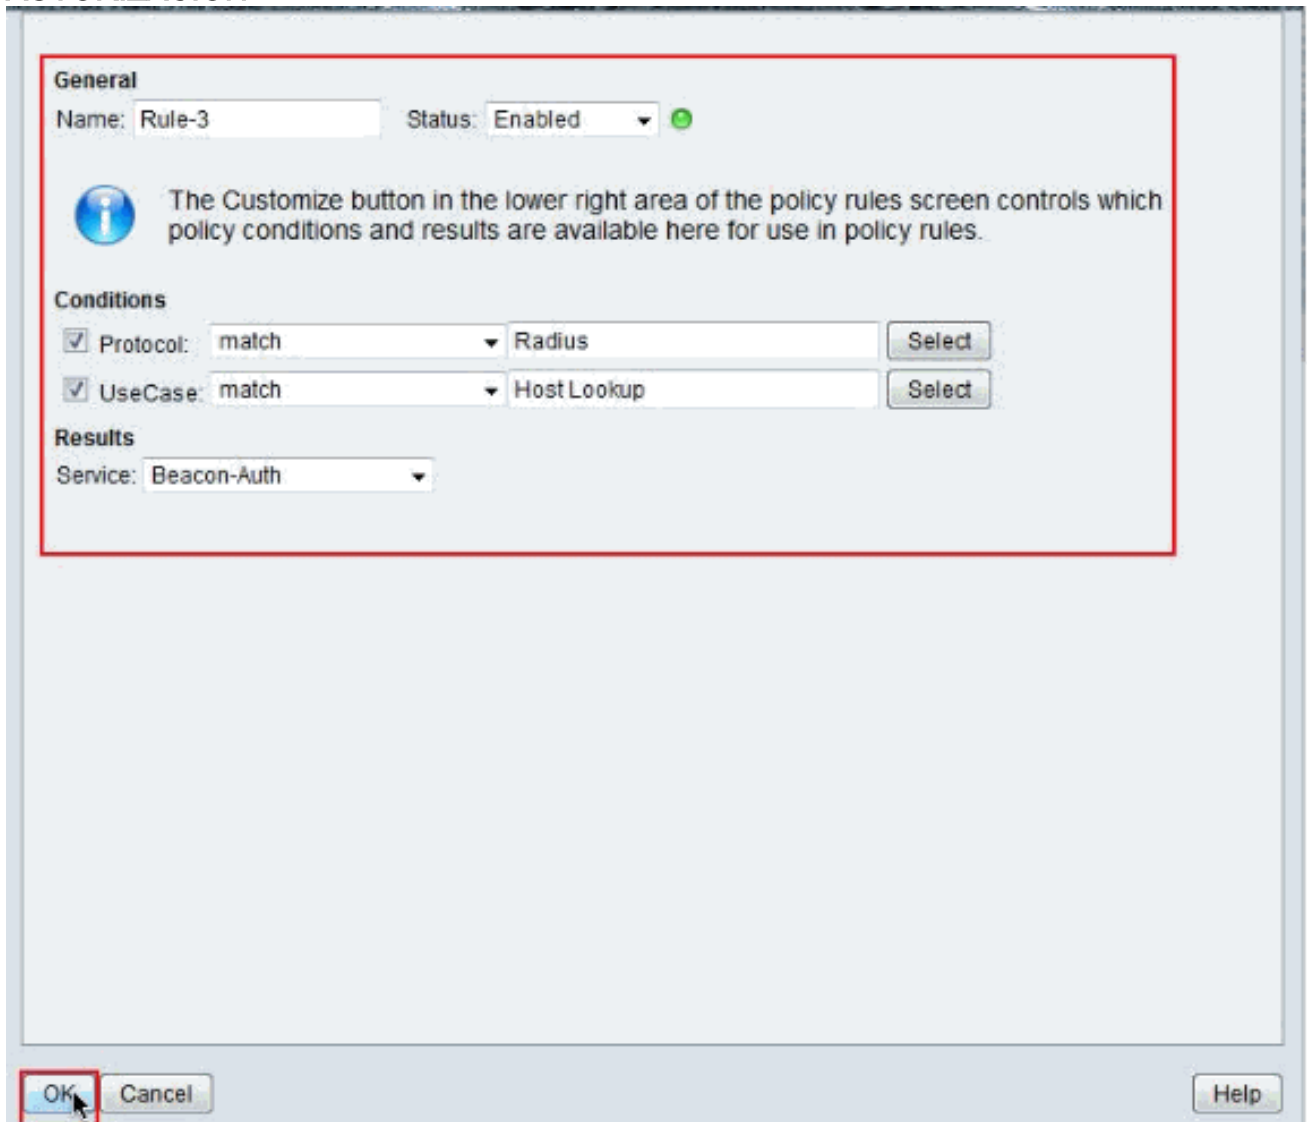 General
Name: Rule-3 Status: Enabled
The Customize button in the lower right area of the policy rules screen controls which
policy conditions and results are available here for use in policy rules.
Conditions
Protocol: match Radius Select
UseCase: match Host Lookup Select
Results
Service: Beacon-Auth
OK Cancel Help